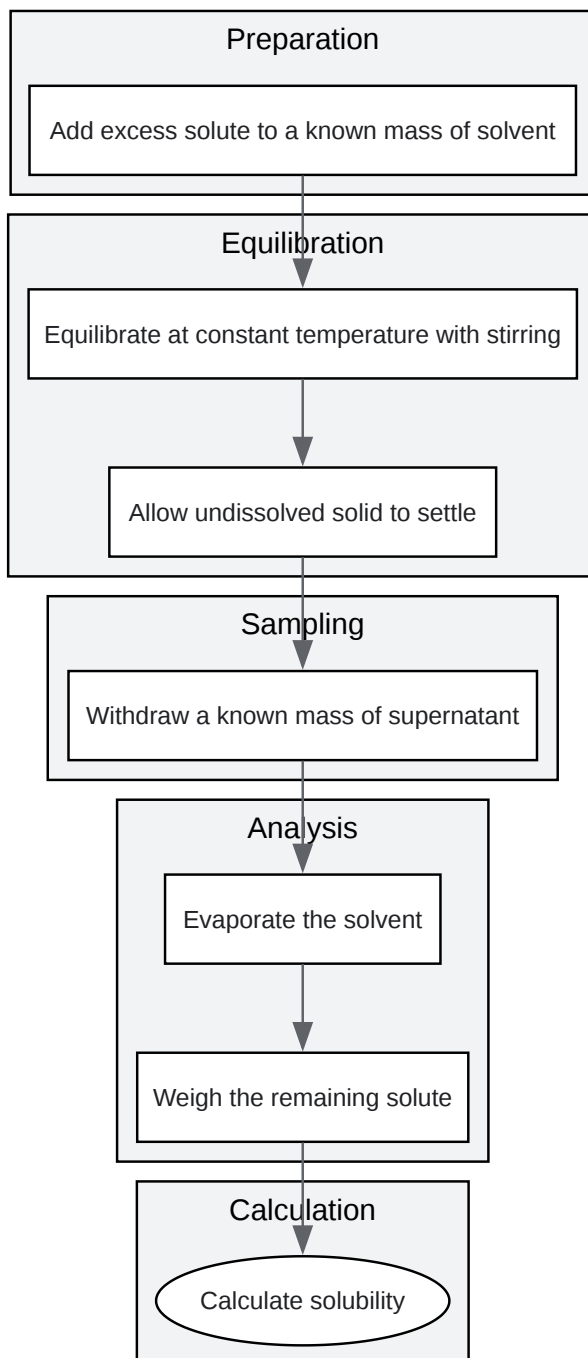 Preparation
Add excess solute to a known mass of solvent
Equilibration
Equilibrate at constant temperature with stirring
Allow undissolved solid to settle
Sampling
Withdraw a known mass of supernatant
Analysis
Evaporate the solvent
Weigh the remaining solute
Calculation
Calculate solubility